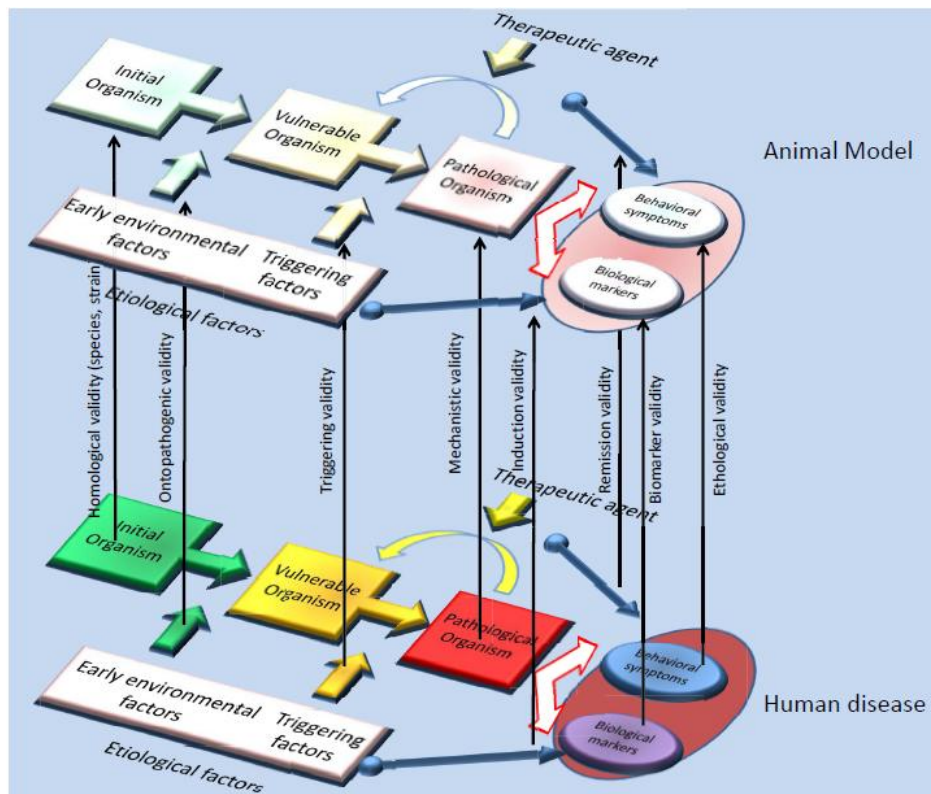 Therapeutic agent
Initial
Organism
Vulnerable
Organism
Pathological
Organism
Animal Model
Behavioral
symptoms
Early environmental
factors
Triggering
factors
Biological
markers
Etiological factors
Homological validity (species, strain)
Ontopathogenic validity
Triggering validity
Mechanistic validity
Induction validity
Remission validity
Biomarker validity
Ethological validity
Therapeutic agent
Initial
Organism
Vulnerable
Organism
Pathological
Organism
Behavioral
symptoms
Early environmental
factors
Triggering
factors
Human disease
Biological
markers
Etiological factors